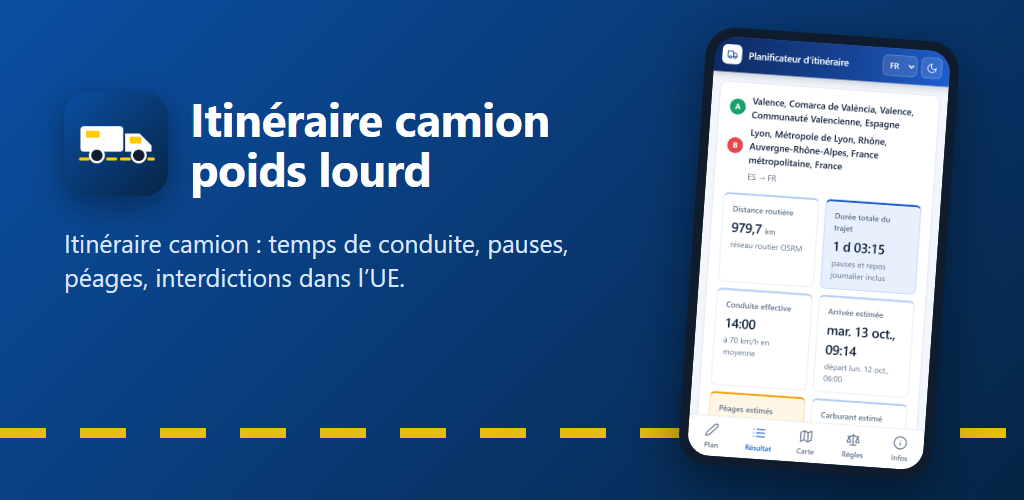 Itinéraire camion
poids lourd
Itinéraire camion : temps de conduite, pauses,
péages, interdictions dans l’UE.
Planificateur d’itinéraire
FR
A
Valence, Comarca de València, Valence,
Communauté Valencienne, Espagne
B
Lyon, Métropole de Lyon, Rhône,
Auvergne-Rhône-Alpes, France
métropolitaine, France
ES → FR
Distance routière
979,7 km
réseau routier OSRM
Durée totale du
trajet
1 d 03:15
pauses et repos
journalier inclus
Conduite effective
14:00
à 70 km/h en
moyenne
Arrivée estimée
mar. 13 oct.,
09:14
départ lun. 12 oct.,
06:00
Péages estimés
Carburant estimé
Plan
Résultat
Carte
Règles
Infos